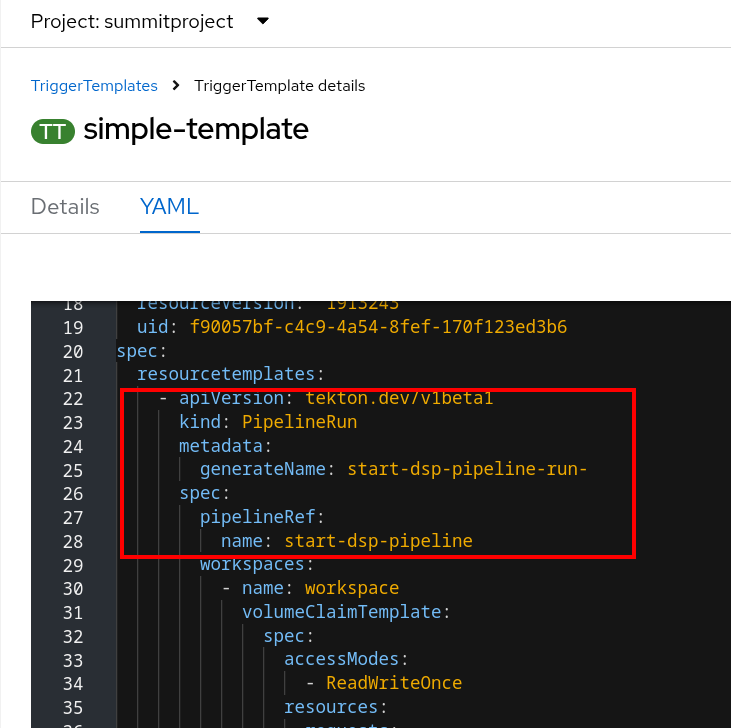 Project: summitproject
TriggerTemplates > TriggerTemplate details
TT simple-template
Details YAML
18 resourceVersion: '1913243'
19 uid: f90057bf-c4c9-4a54-8fef-170f123ed3b6
20 spec:
21 resourcetemplates:
22 - apiVersion: tekton.dev/v1beta1
23 kind: PipelineRun
24 metadata:
25 generateName: start-dsp-pipeline-run-
26 spec:
27 pipelineRef:
28 name: start-dsp-pipeline
29 workspaces:
30 - name: workspace
31 volumeClaimTemplate:
32 spec:
33 accessModes:
34 - ReadWriteOnce
35 resources:
36 requests: